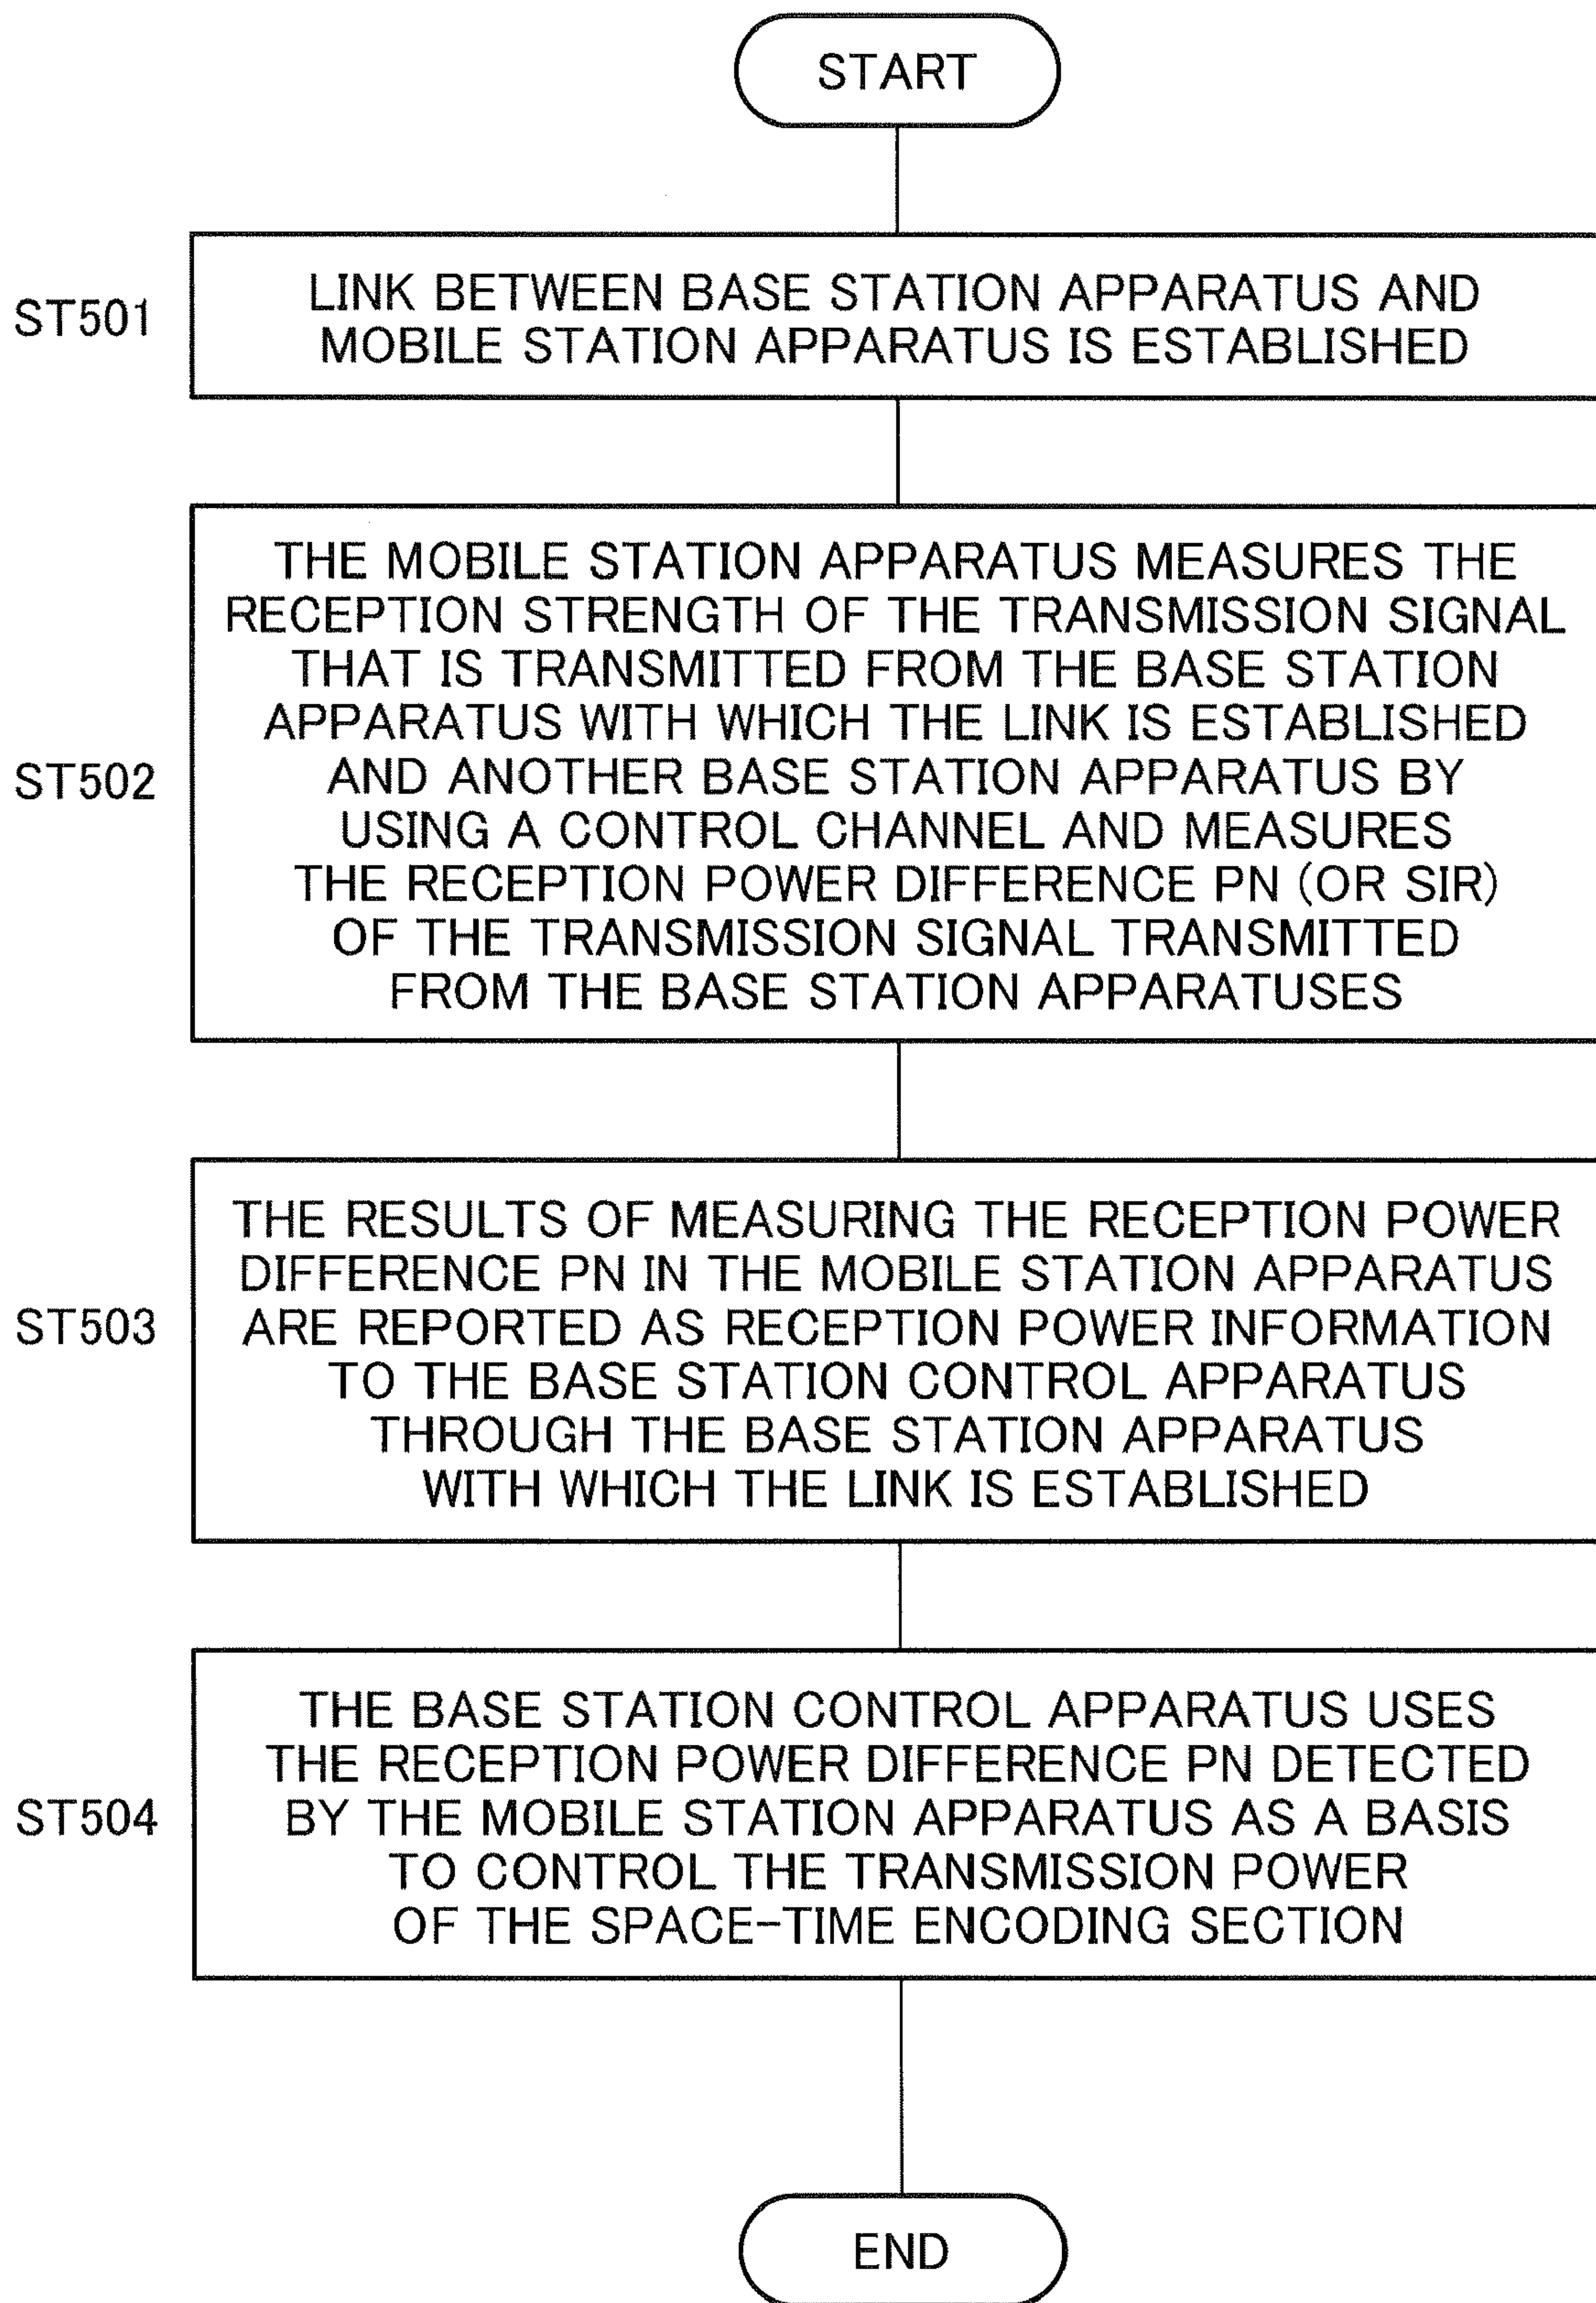 START
ST501
LINK BETWEEN BASE STATION APPARATUS AND
MOBILE STATION APPARATUS IS ESTABLISHED
ST502
THE MOBILE STATION APPARATUS MEASURES THE
RECEPTION STRENGTH OF THE TRANSMISSION SIGNAL
THAT IS TRANSMITTED FROM THE BASE STATION
APPARATUS WITH WHICH THE LINK IS ESTABLISHED
AND ANOTHER BASE STATION APPARATUS BY
USING A CONTROL CHANNEL AND MEASURES
THE RECEPTION POWER DIFFERENCE PN (OR SIR)
OF THE TRANSMISSION SIGNAL TRANSMITTED
FROM THE BASE STATION APPARATUSES
ST503
THE RESULTS OF MEASURING THE RECEPTION POWER
DIFFERENCE PN IN THE MOBILE STATION APPARATUS
ARE REPORTED AS RECEPTION POWER INFORMATION
TO THE BASE STATION CONTROL APPARATUS
THROUGH THE BASE STATION APPARATUS
WITH WHICH THE LINK IS ESTABLISHED
ST504
THE BASE STATION CONTROL APPARATUS USES
THE RECEPTION POWER DIFFERENCE PN DETECTED
BY THE MOBILE STATION APPARATUS AS A BASIS
TO CONTROL THE TRANSMISSION POWER
OF THE SPACE-TIME ENCODING SECTION
END